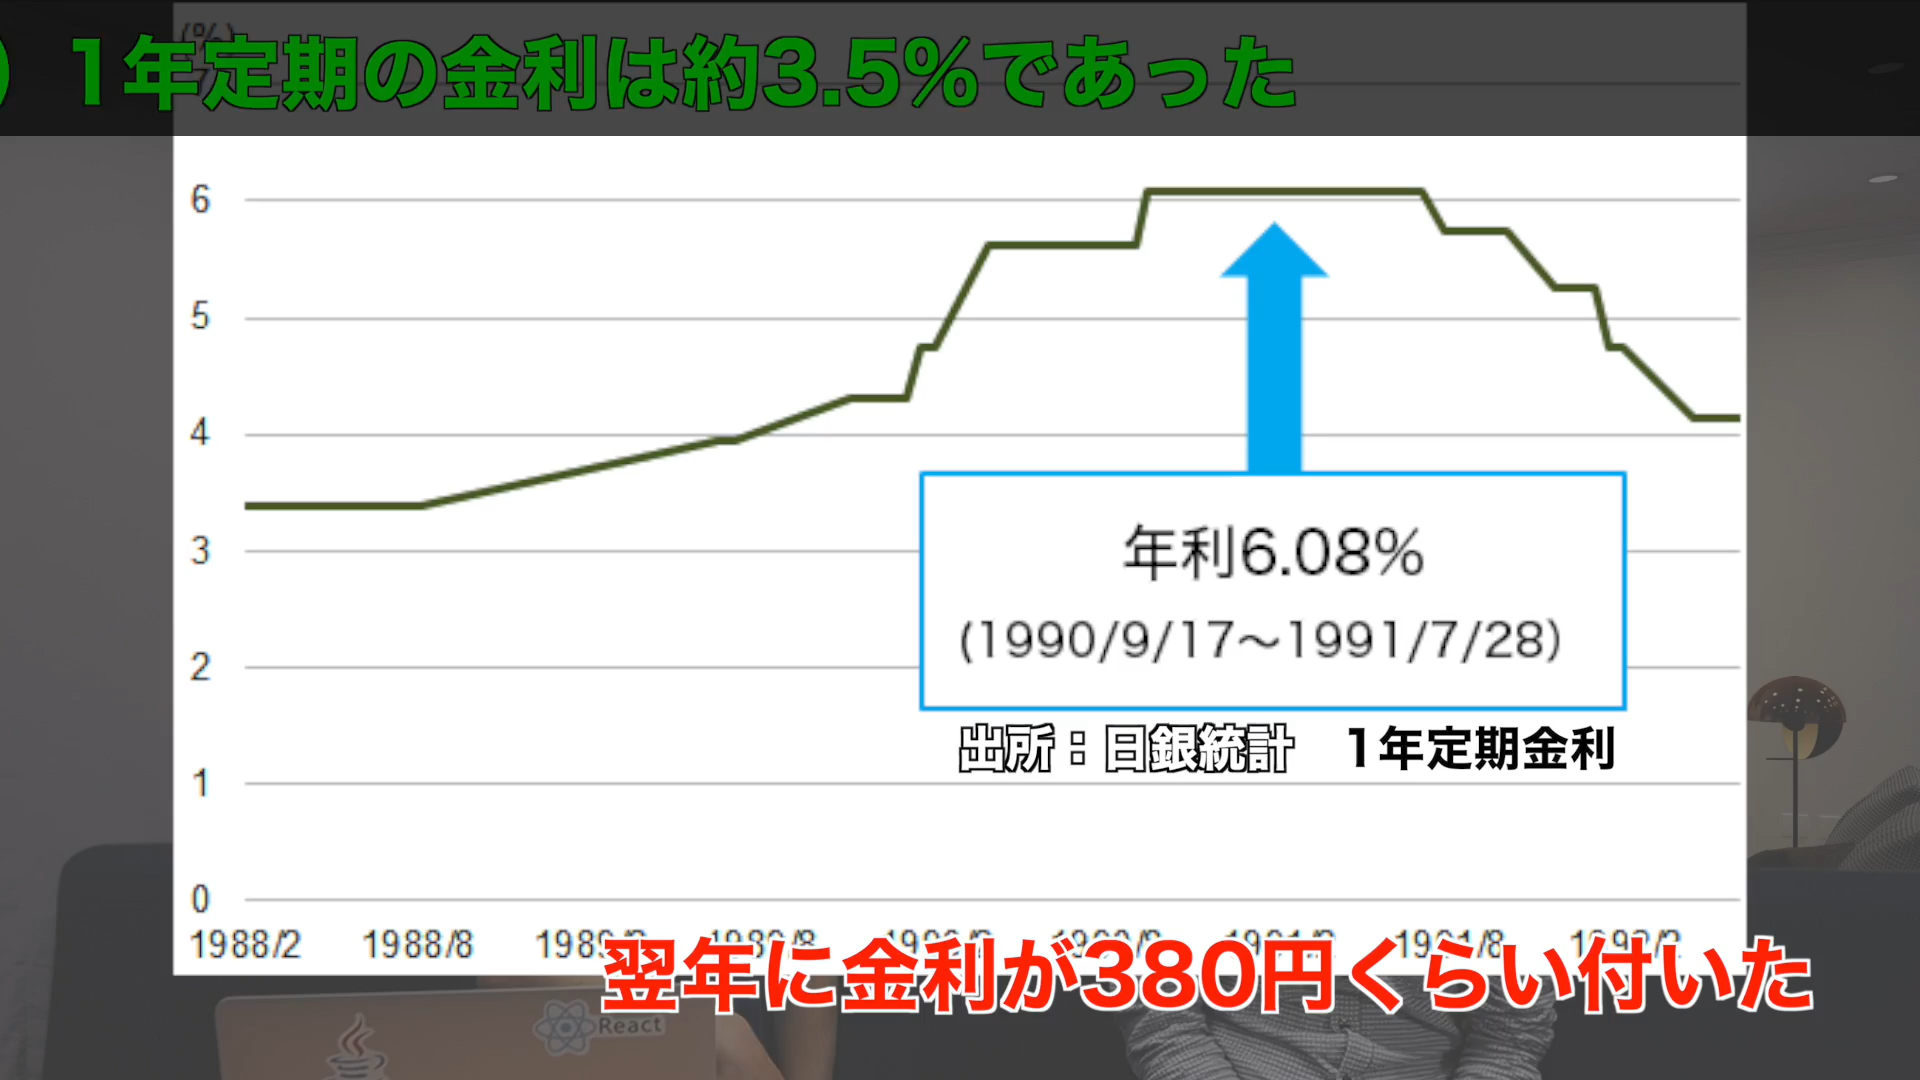 (%)
) 1年定期の金利は約3.5%であった
6
5
4
3
2
1
0
年利6.08%
(1990/9/17〜1991/7/28)
出所：日銀統計 1年定期金利
1988/2 1988/8
翌年に金利が380円くらい付いた
React